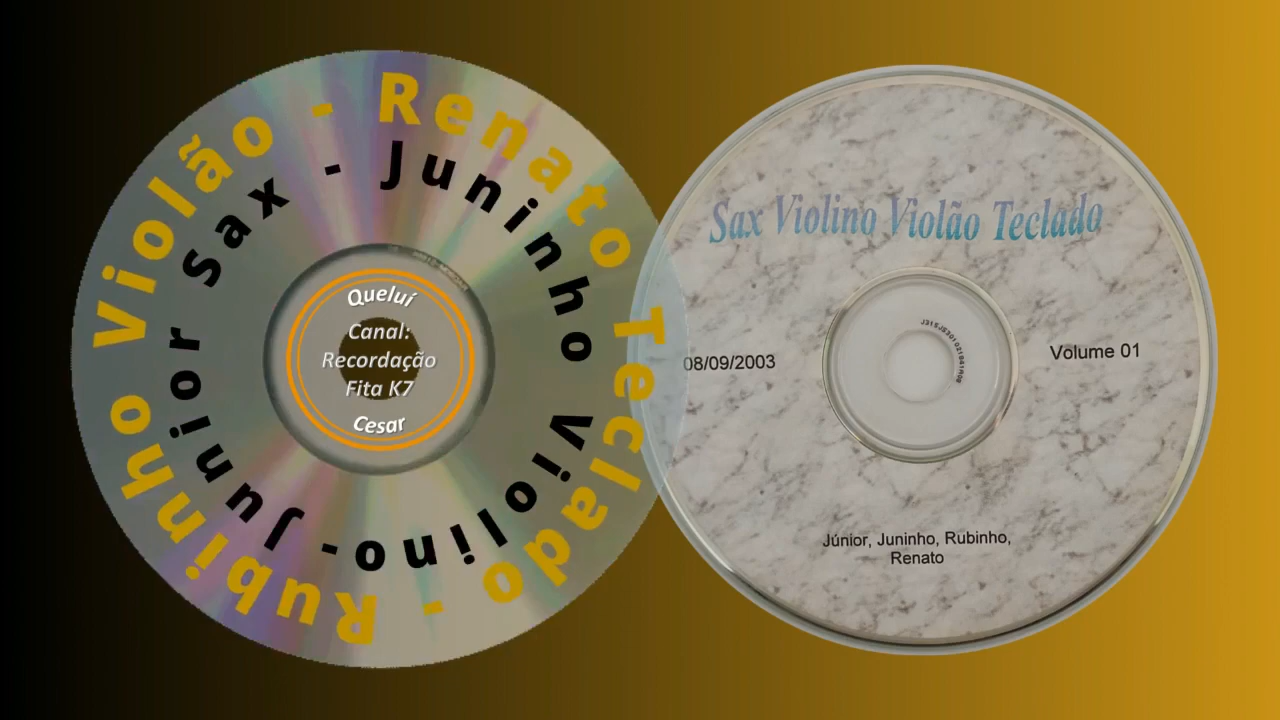 Renato Teclado - Rubinho Violão -
Juninho Violino- Junior Sax -
Queluí
Canal:
Recordação
Fita K7
Cesar
Sax Violino Violão Teclado
08/09/2003
Volume 01
Júnior, Juninho, Rubinho,
Renato